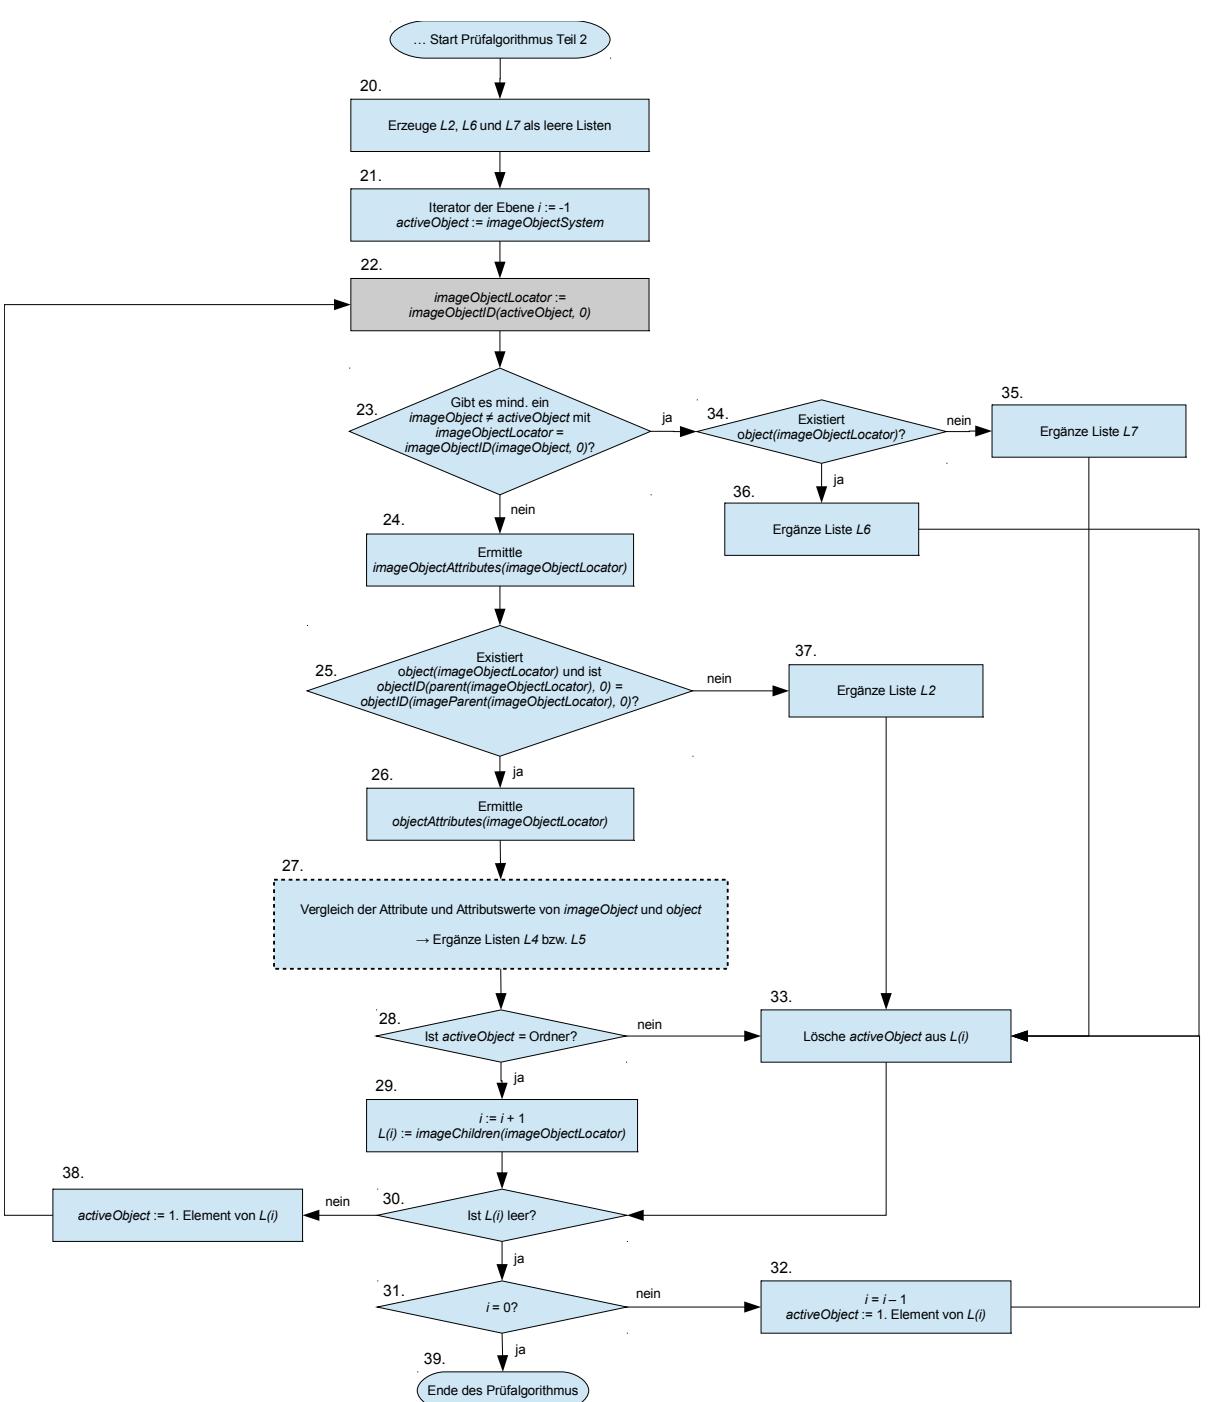 … Start Prüfalgorithmus Teil 2
20.
Erzeuge L2, L6 und L7 als leere Listen
21.
Iterator der Ebene i := -1
activeObject := imageObjectSystem
22.
imageObjectLocator :=
imageObjectID(activeObject, 0)
23.
Gibt es mind. ein
imageObject ≠ activeObject mit
imageObjectLocator =
imageObjectID(imageObject, 0)?
ja
34.
Existiert
object(imageObjectLocator)?
nein
35.
Ergänze Liste L7
ja
36.
Ergänze Liste L6
nein
24.
Ermittle
imageObjectAttributes(imageObjectLocator)
25.
Existiert
object(imageObjectLocator) und ist
objectID(parent(imageObjectLocator), 0) =
objectID(imageParent(imageObjectLocator), 0)?
nein
37.
Ergänze Liste L2
ja
26.
Ermittle
objectAttributes(imageObjectLocator)
27.
Vergleich der Attribute und Attributswerte von imageObject und object
→ Ergänze Listen L4 bzw. L5
28.
Ist activeObject = Ordner?
nein
33.
Lösche activeObject aus L(i)
ja
29.
i := i + 1
L(i) := imageChildren(imageObjectLocator)
30.
Ist L(i) leer?
nein
38.
activeObject := 1. Element von L(i)
ja
31.
i = 0?
nein
32.
i = i – 1
activeObject := 1. Element von L(i)
ja
39.
Ende des Prüfalgorithmus